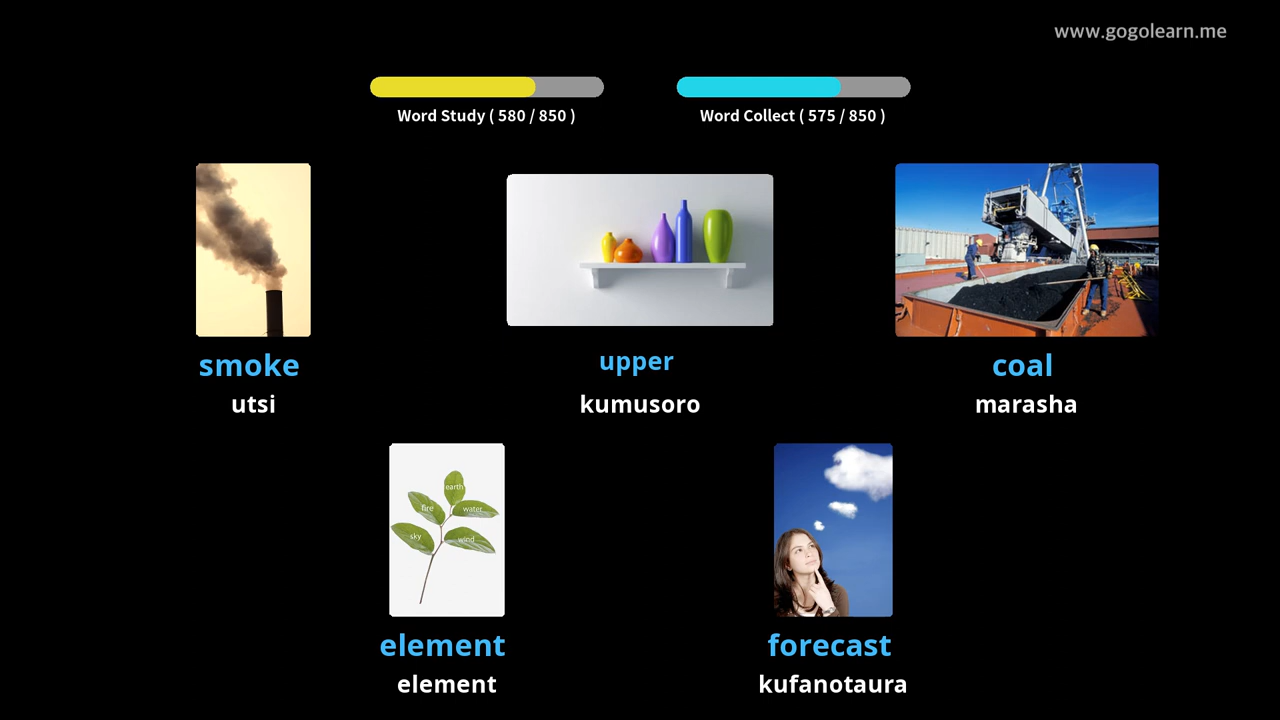 www.gogolearn.me
Word Study ( 580 / 850 )
Word Collect ( 575 / 850 )
smoke
utsi
upper
kumusoro
coal
marasha
earth
fire
water
sky
wind
element
element
forecast
kufanotaura